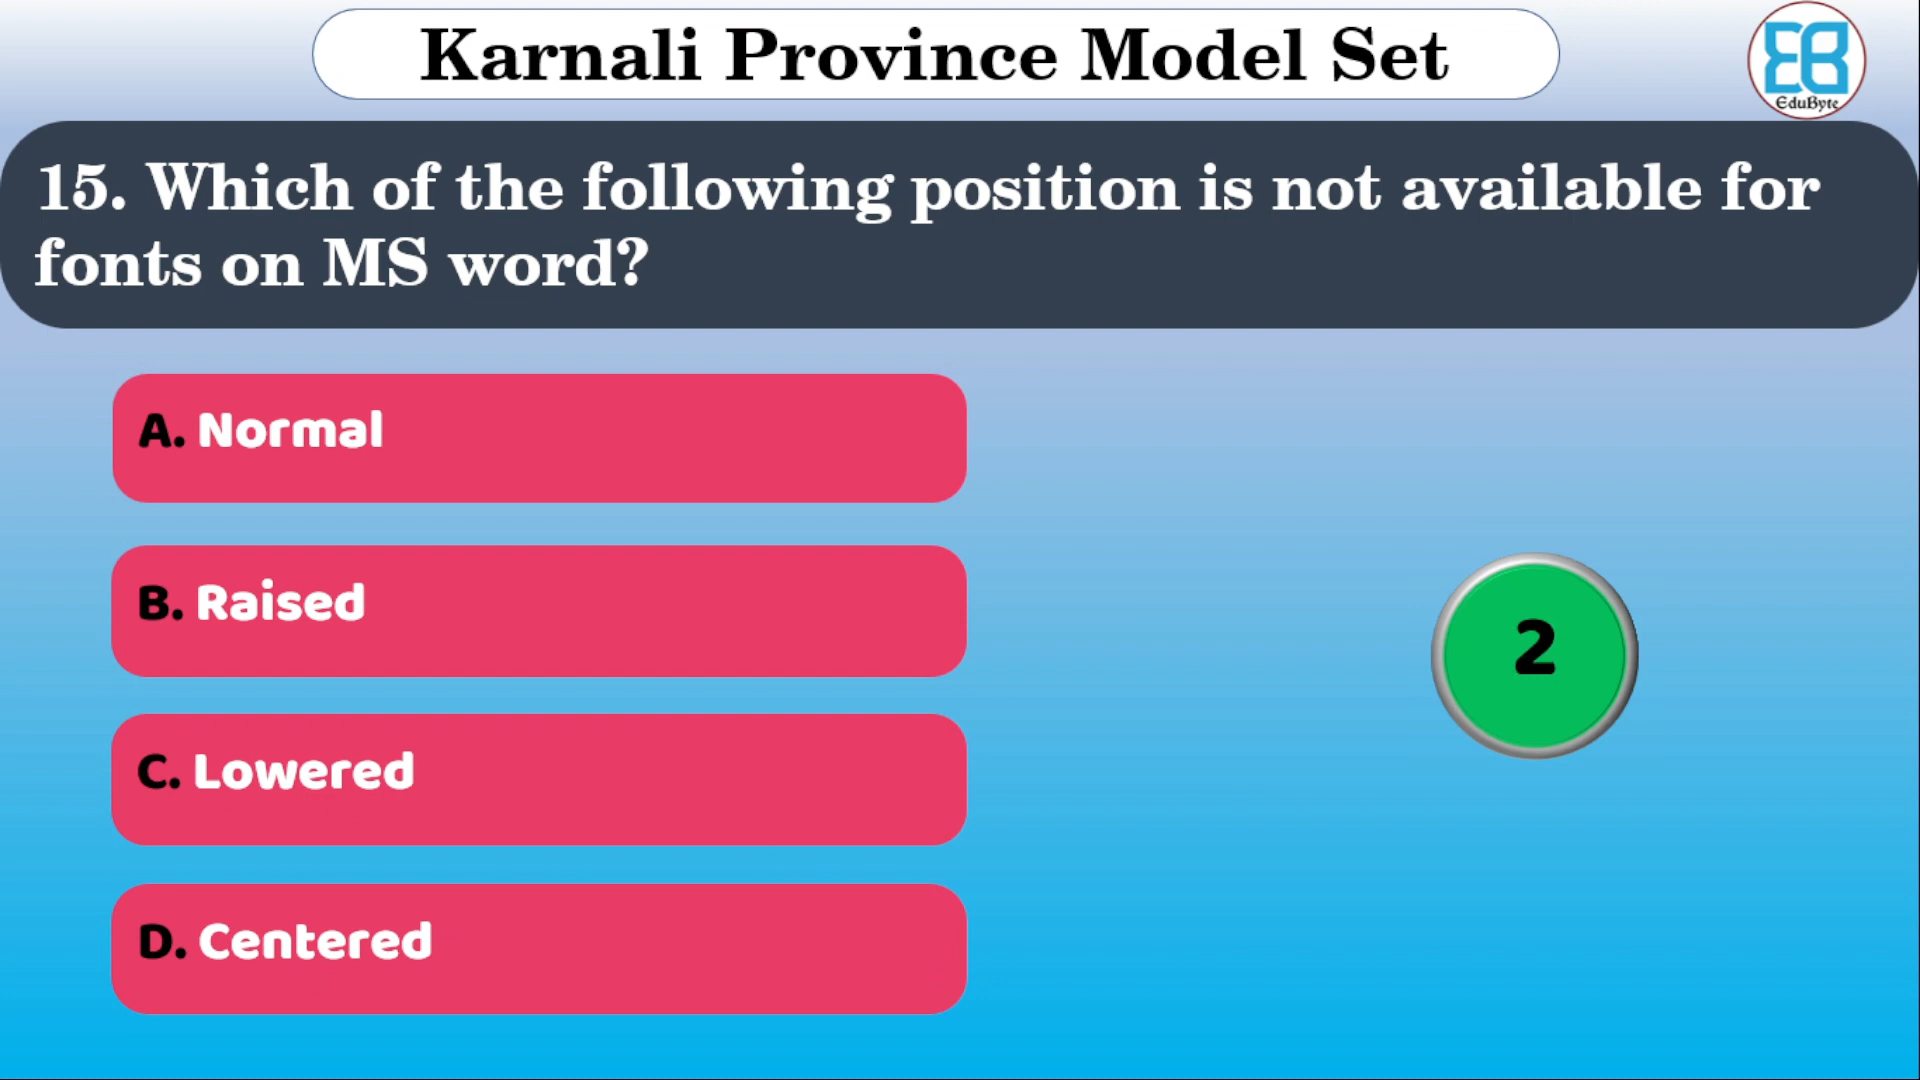 Karnali Province Model Set
EB
EduByte
15. Which of the following position is not available for
fonts on MS word?
A. Normal
B. Raised
2
C. Lowered
D. Centered